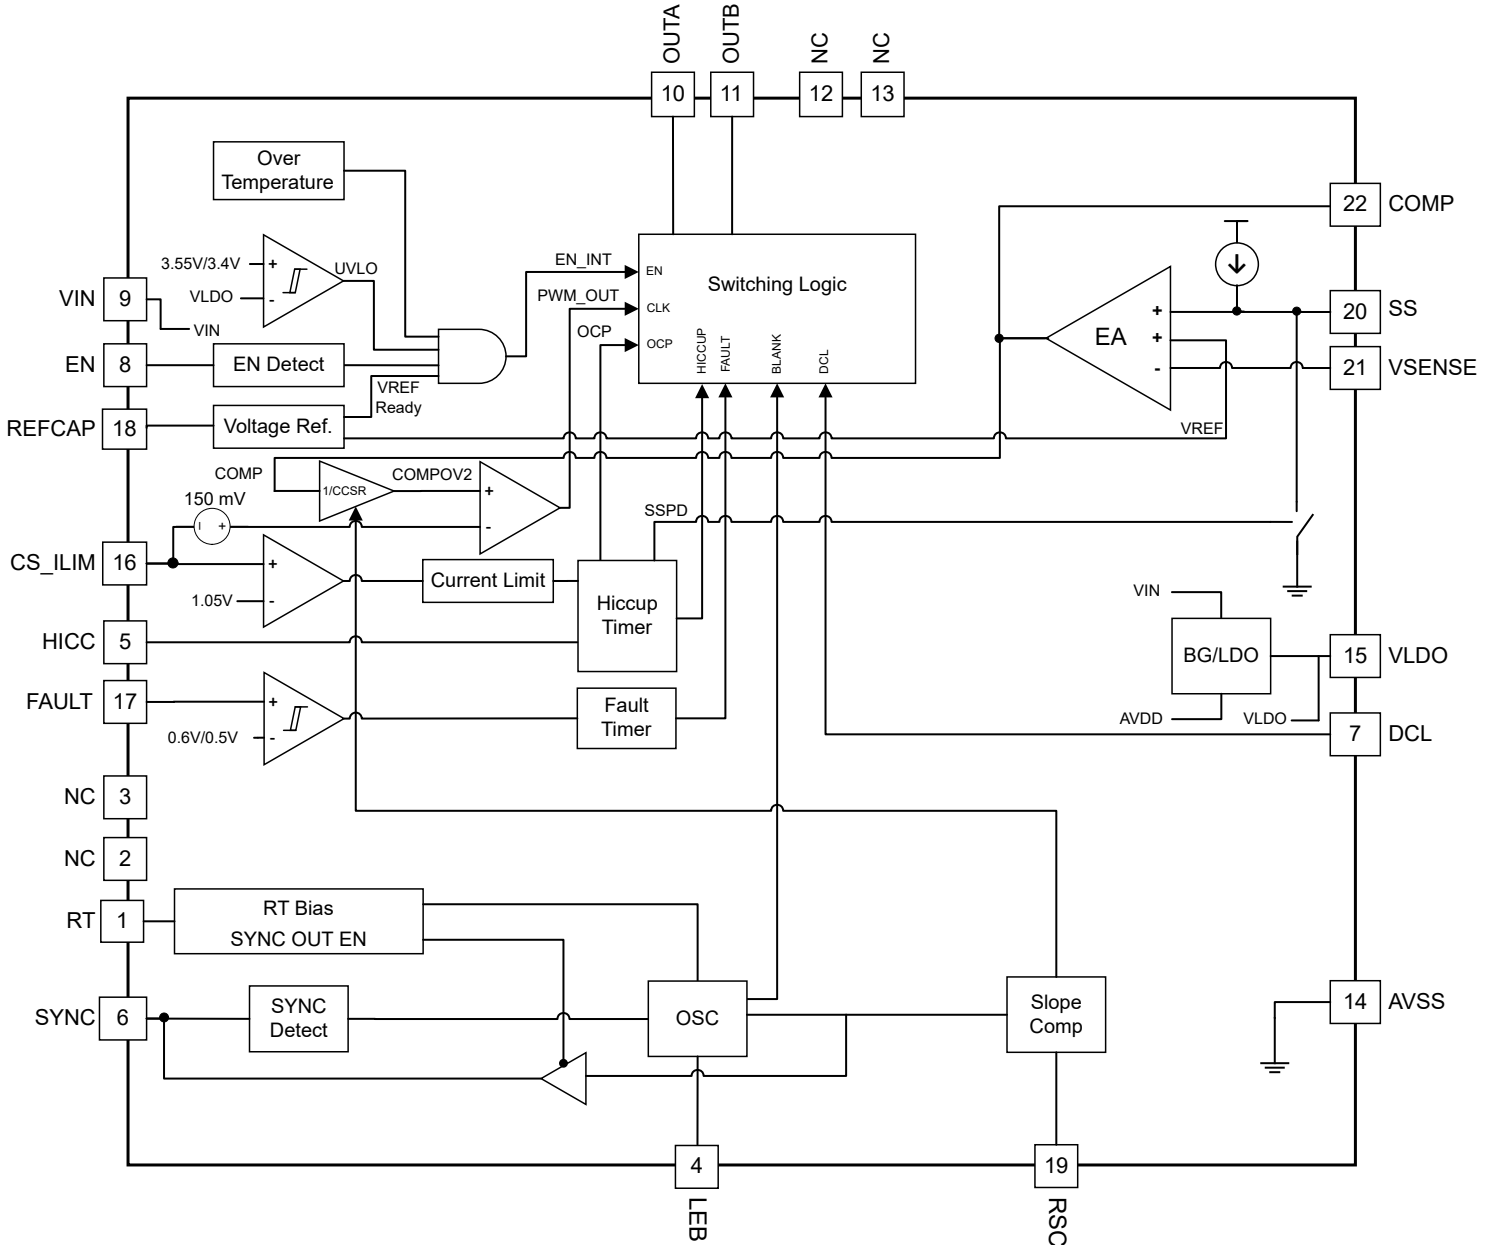 OUTA
OUTB
NC
NC
10
11
12
13
Over
Temperature
22
COMP
3.55V/3.4V
+
UVLO
VLDO
-
EN_INT
EN
Switching Logic
PWM_OUT
CLK
OCP
OCP
HICCUP
FAULT
BLANK
DCL
VIN
9
VIN
EN
8
EN Detect
VREF
Ready
REFCAP
18
Voltage Ref.
EA
+
+
-
20
SS
21
VSENSE
VREF
COMP
1/CCSR
COMPOV2
+
-
150 mV
I
+
SSPD
CS_ILIM
16
+
1.05V
-
Current Limit
Hiccup
Timer
HICC
5
VIN
BG/LDO
15
VLDO
AVDD
VLDO
FAULT
17
+
0.6V/0.5V
-
Fault
Timer
7
DCL
NC
3
NC
2
RT
1
RT Bias
SYNC OUT EN
SYNC
6
SYNC
Detect
OSC
Slope
Comp
14
AVSS
4
19
LEB
RSC